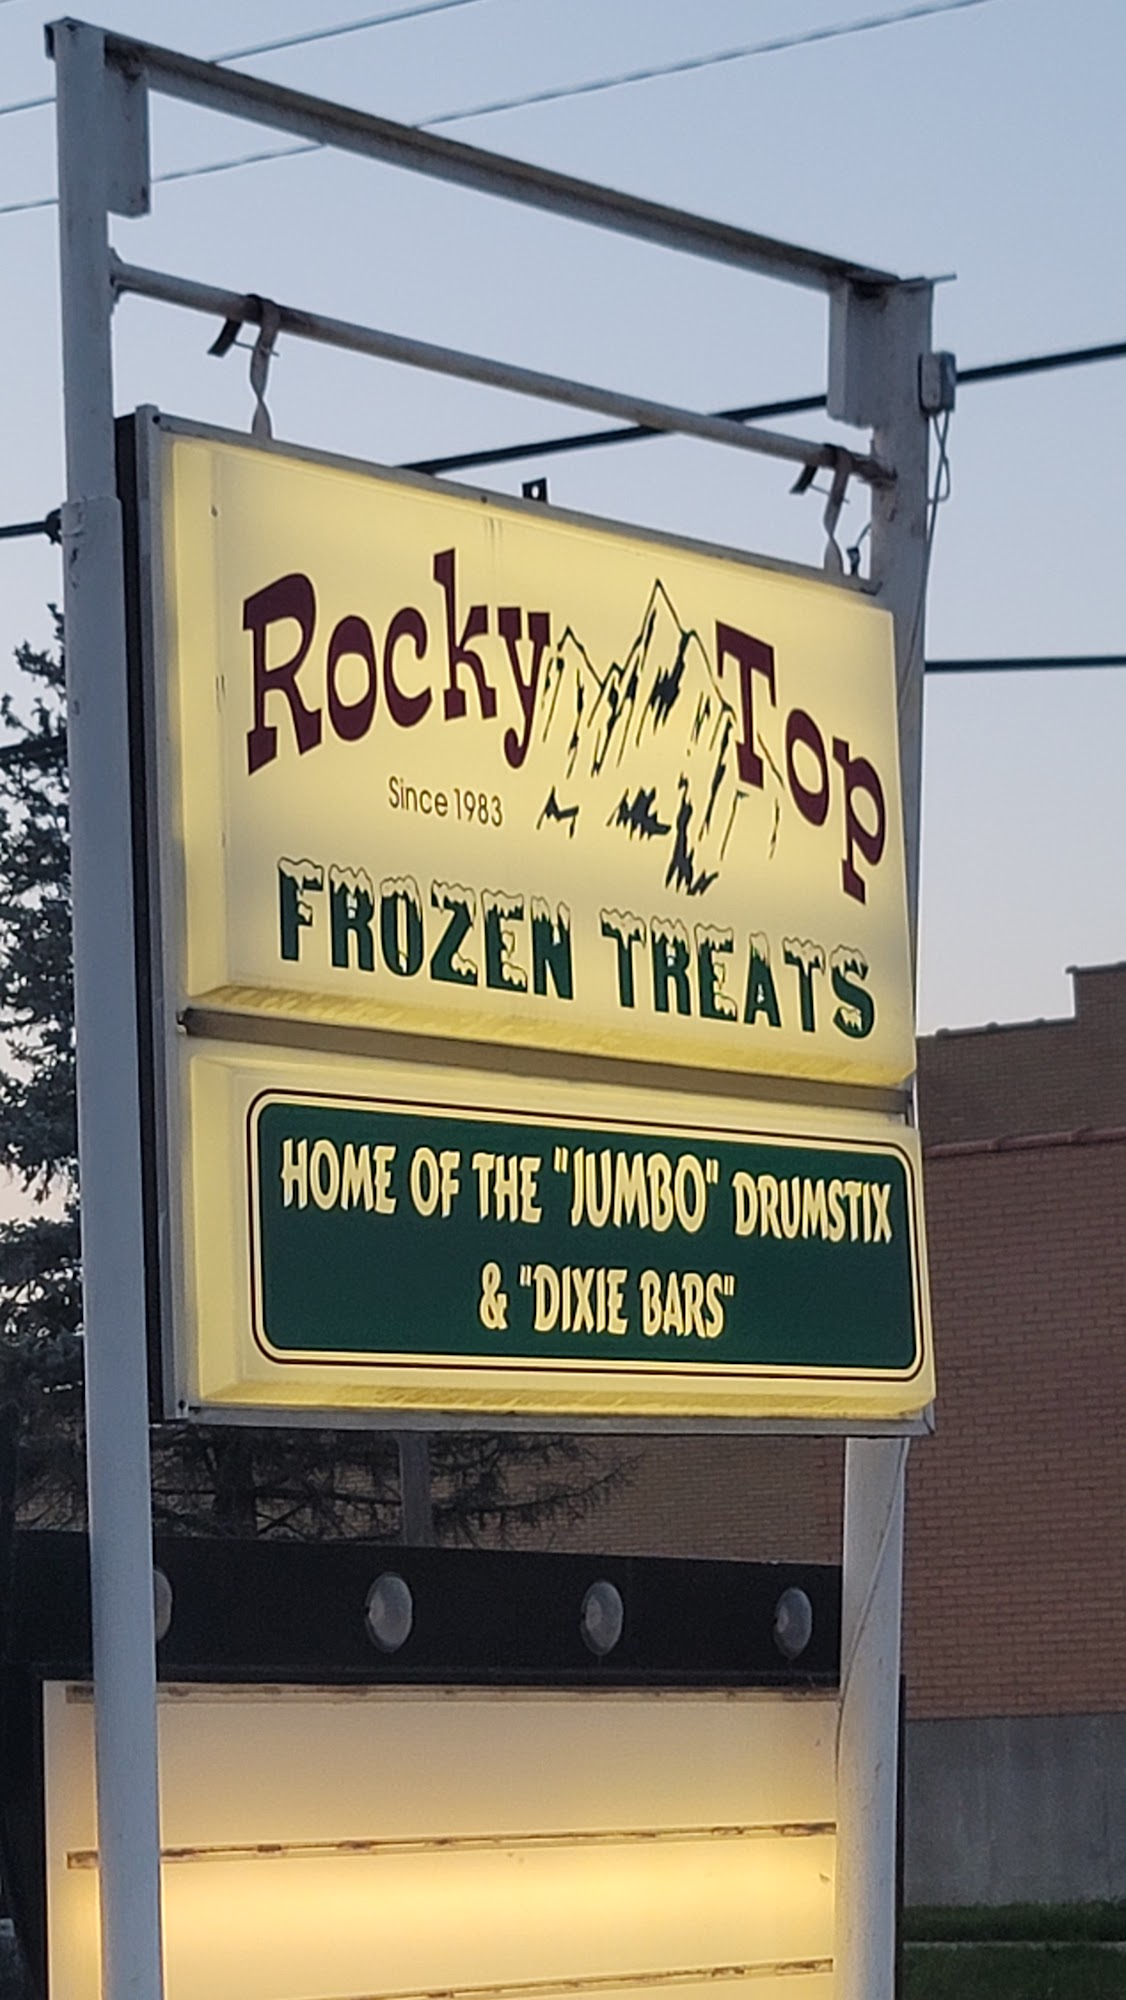 Rocky Top
Since 1983
FROZEN TREATS
HOME OF THE "JUMBO" DRUMSTIX
& "DIXIE BARS"